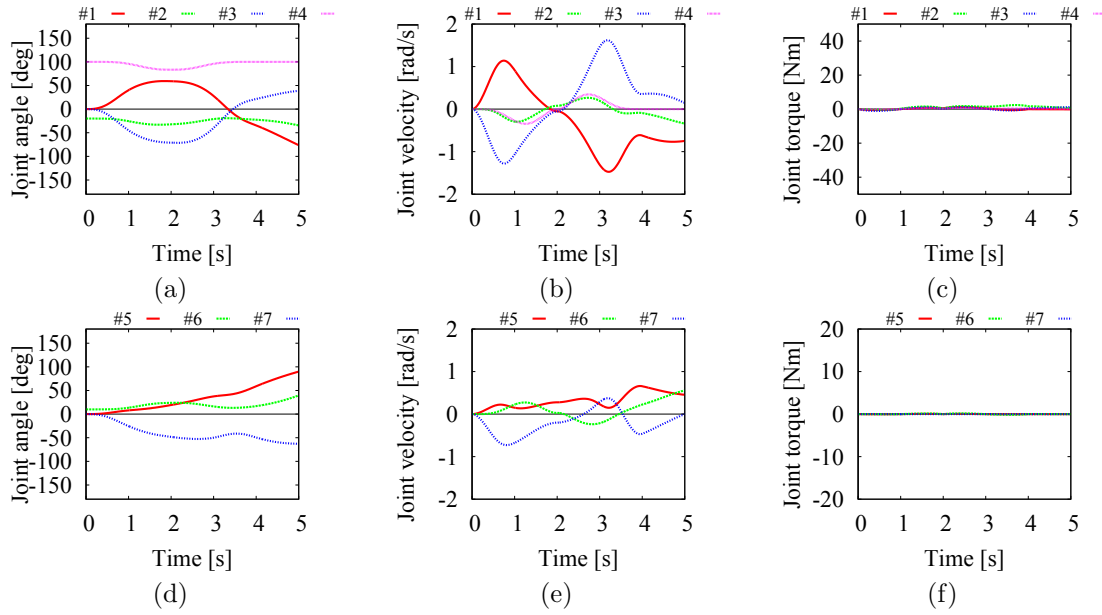 #1 #2 #3 #4
Joint angle [deg]
150
100
50
0
-50
-100
-150
0 1 2 3 4 5
Time [s]
(a)
#1 #2 #3 #4
Joint velocity [rad/s]
2
1
0
-1
-2
0 1 2 3 4 5
Time [s]
(b)
#1 #2 #3 #4
Joint torque [Nm]
40
20
0
-20
-40
0 1 2 3 4 5
Time [s]
(c)
#5 #6 #7
Joint angle [deg]
150
100
50
0
-50
-100
-150
0 1 2 3 4 5
Time [s]
(d)
#5 #6 #7
Joint velocity [rad/s]
2
1
0
-1
-2
0 1 2 3 4 5
Time [s]
(e)
#5 #6 #7
Joint torque [Nm]
20
10
0
-10
-20
0 1 2 3 4 5
Time [s]
(f)